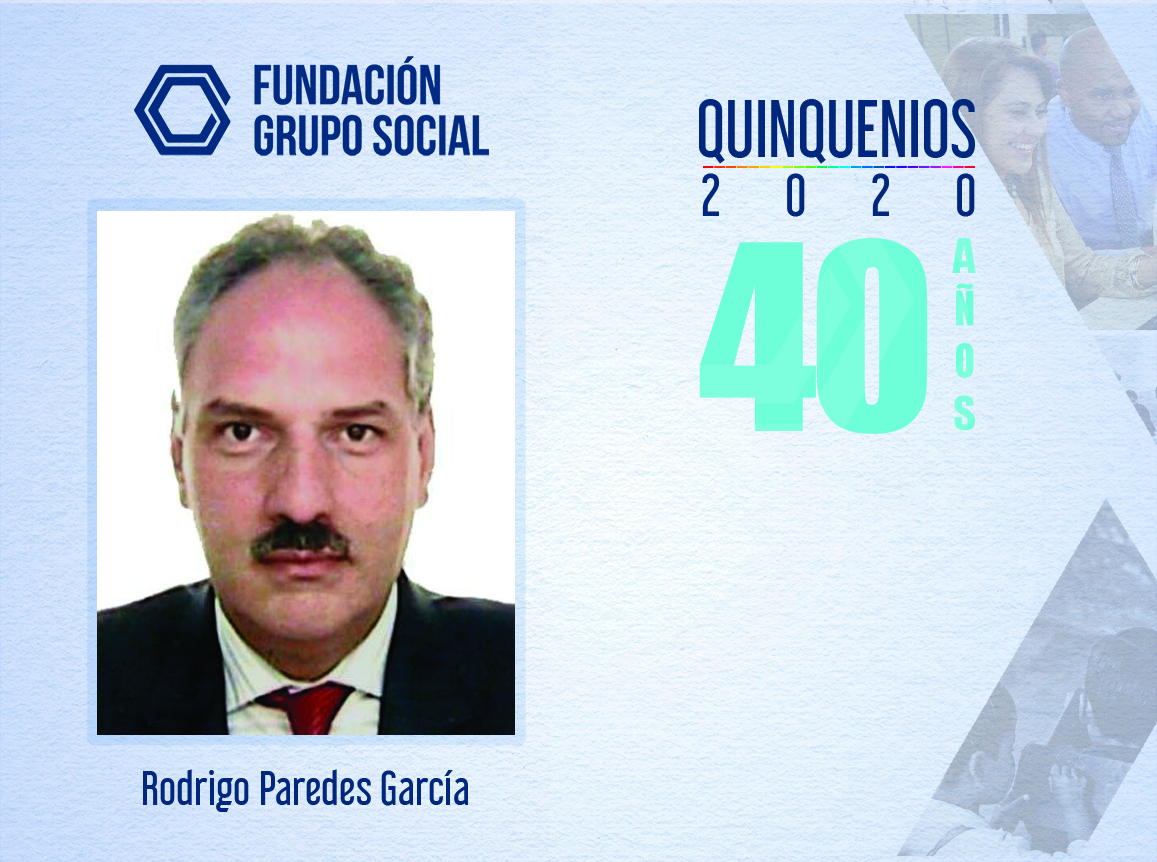 FUNDACIÓN
GRUPO SOCIAL
QUINQUENIOS
2020
40
AÑOS
Rodrigo Paredes García